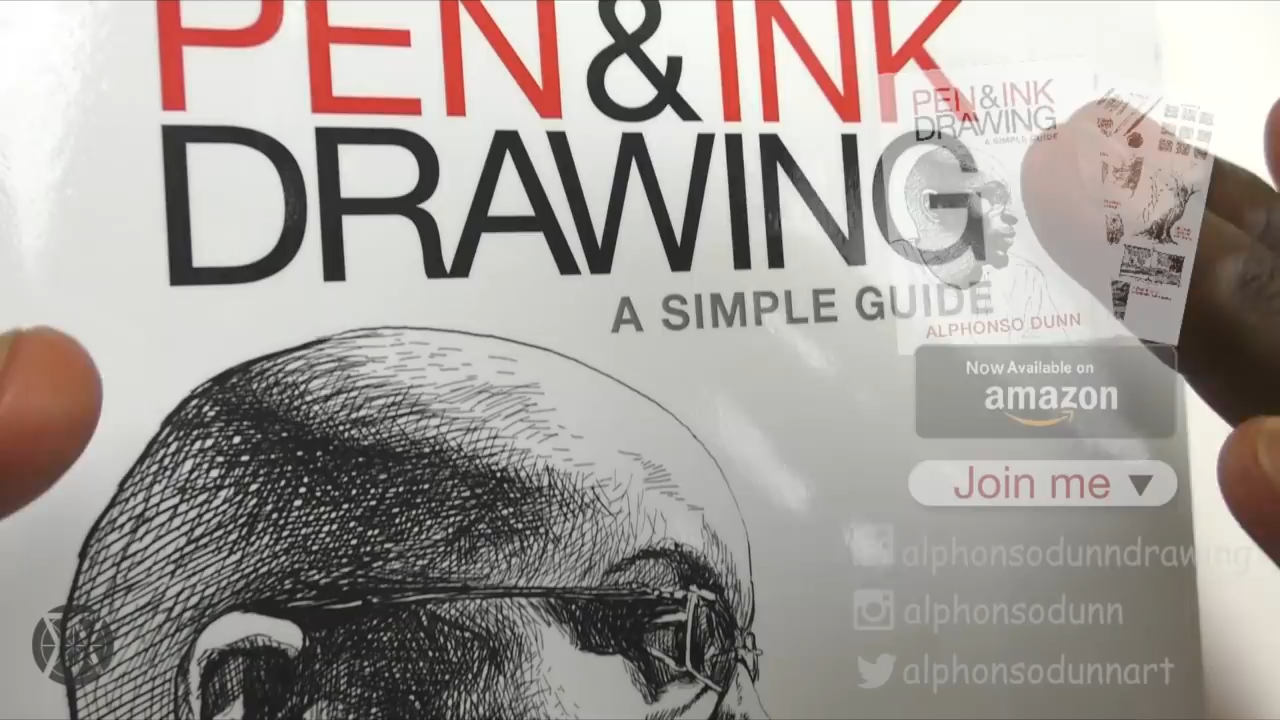 PEN & INK
DRAWING
A SIMPLE GUIDE
PEN & INK
DRAWING
A SIMPLE GUIDE
ALPHONSO DUNN
Now Available on
amazon
Join me
alphonsodunndrawing
alphonsodunn
alphonsodunnart